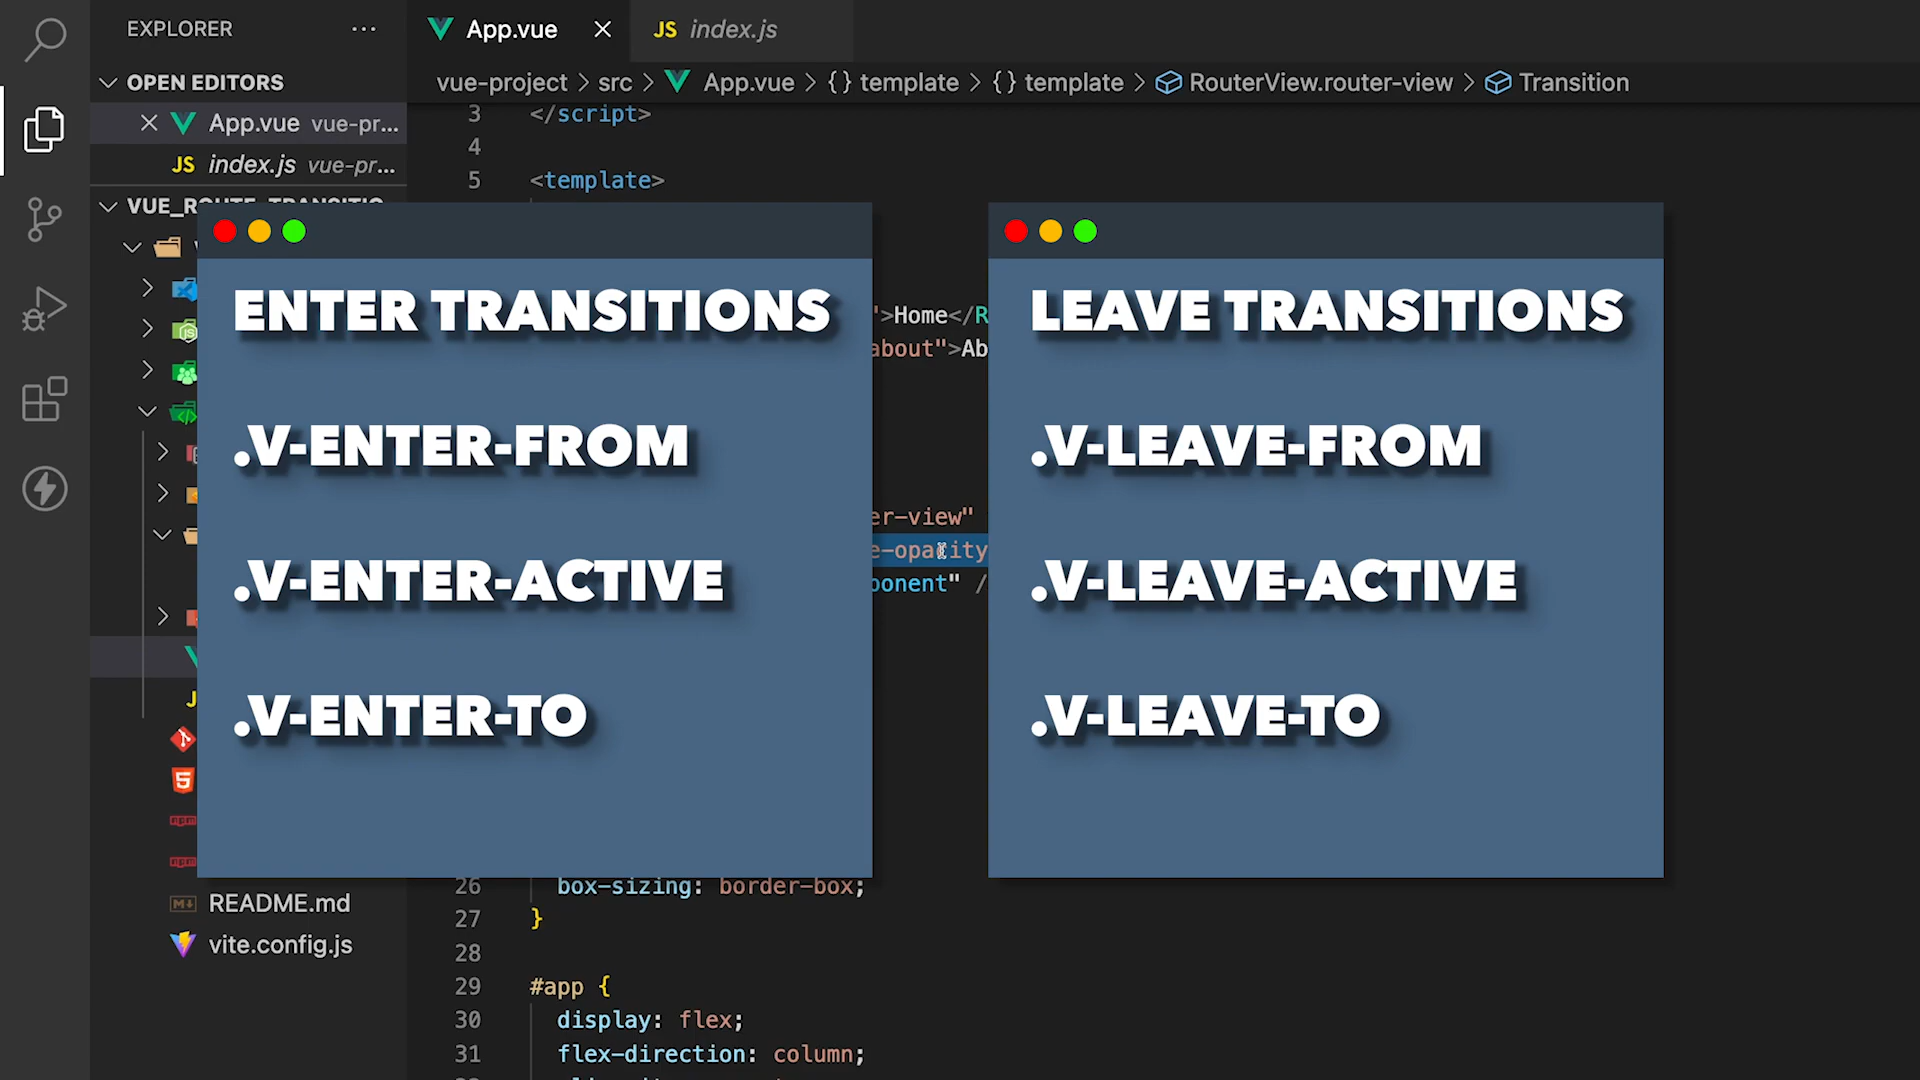 EXPLORER
OPEN EDITORS
App.vue vue-pr...
JS index.js vue-pr...
VUE_ROUTE_TRANSITIO
README.md
vite.config.js
App.vue
JS index.js
vue-project > src > App.vue > {} template > {} template > RouterView.router-view > Transition
3 </script>
4
5 <template>
">Home</R
about">Ab
er-view"
e-opacity
ponent" /
26 box-sizing: border-box;
27 }
28
29 #app {
30 display: flex;
31 flex-direction: column;
ENTER TRANSITIONS
.V-ENTER-FROM
.V-ENTER-ACTIVE
.V-ENTER-TO
LEAVE TRANSITIONS
.V-LEAVE-FROM
.V-LEAVE-ACTIVE
.V-LEAVE-TO